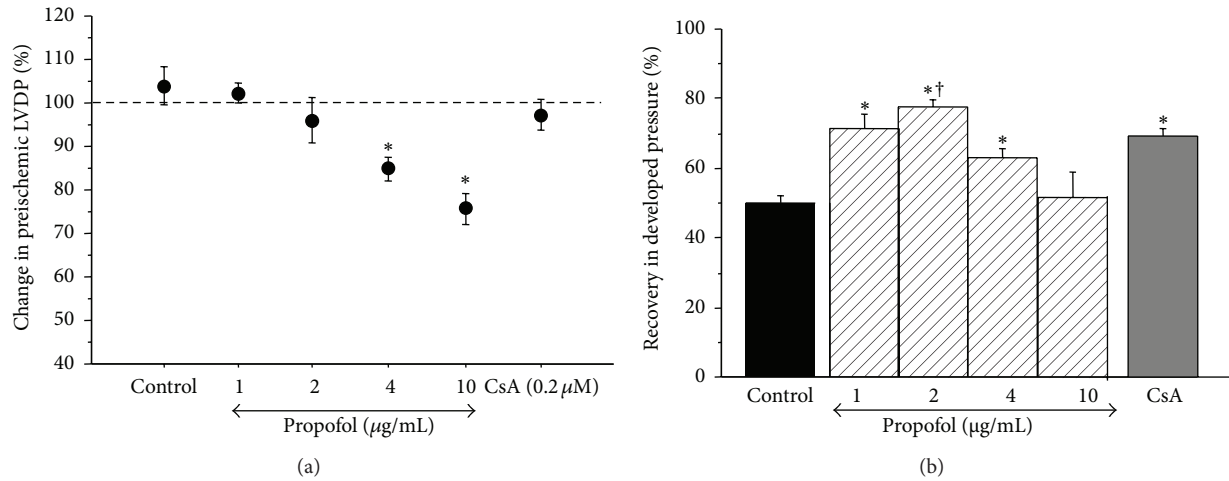 120
110
100
90
80
70
60
50
40
Change in preischemic LVDP (%)
*
*
Control
1
2
4
10
CsA (0.2 μM)
Propofol (μg/mL)
(a)
100
80
60
40
20
0
Recovery in developed pressure (%)
*
*†
*
*
Control
1
2
4
10
CsA
Propofol (μg/mL)
(b)